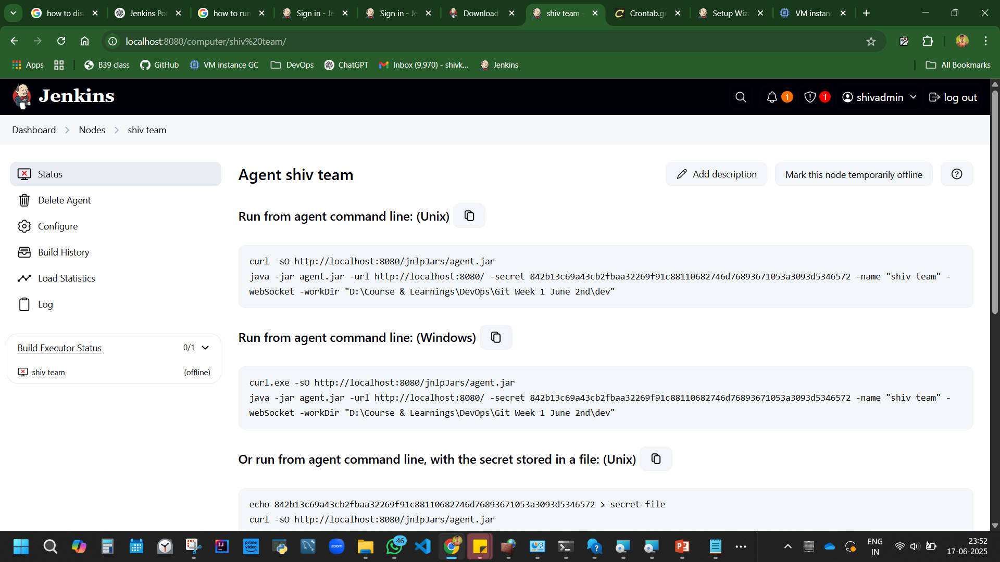 how to dis
Jenkins Po
how to run
Sign in - Je
Sign in - Je
Download
shiv team -
Crontab.gu
Setup Wiz
VM instan
localhost:8080/computer/shiv%20team/
Apps
B39 class
GitHub
VM instance GC
DevOps
ChatGPT
Inbox (9,970) - shivk...
Jenkins
All Bookmarks
Jenkins
1
1
shivadmin
log out
Dashboard
Nodes
shiv team
Status
Delete Agent
Configure
Build History
Load Statistics
Log
Build Executor Status
0/1
shiv team
(offline)
Agent shiv team
Add description
Mark this node temporarily offline
Run from agent command line: (Unix)
curl -sO http://localhost:8080/jnlpJars/agent.jar
java -jar agent.jar -url http://localhost:8080/ -secret 842b13c69a43cb2fbaa32269f91c88110682746d76893671053a3093d5346572 -name "shiv team" -
webSocket -workDir "D:\Course & Learnings\DevOps\Git Week 1 June 2nd\dev"
Run from agent command line: (Windows)
curl.exe -sO http://localhost:8080/jnlpJars/agent.jar
java -jar agent.jar -url http://localhost:8080/ -secret 842b13c69a43cb2fbaa32269f91c88110682746d76893671053a3093d5346572 -name "shiv team" -
webSocket -workDir "D:\Course & Learnings\DevOps\Git Week 1 June 2nd\dev"
Or run from agent command line, with the secret stored in a file: (Unix)
echo 842b13c69a43cb2fbaa32269f91c88110682746d76893671053a3093d5346572 > secret-file
curl -sO http://localhost:8080/jnlpJars/agent.jar
prime video
zoom
46
ENG
IN
23:52
17-06-2025